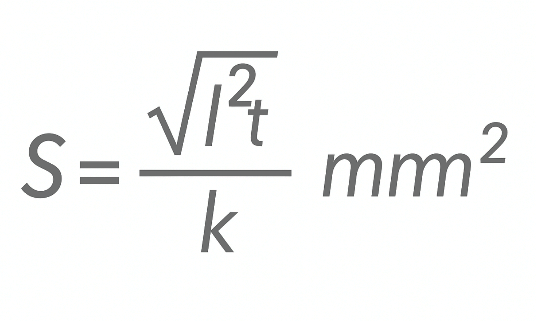 S = √I²t / k mm²